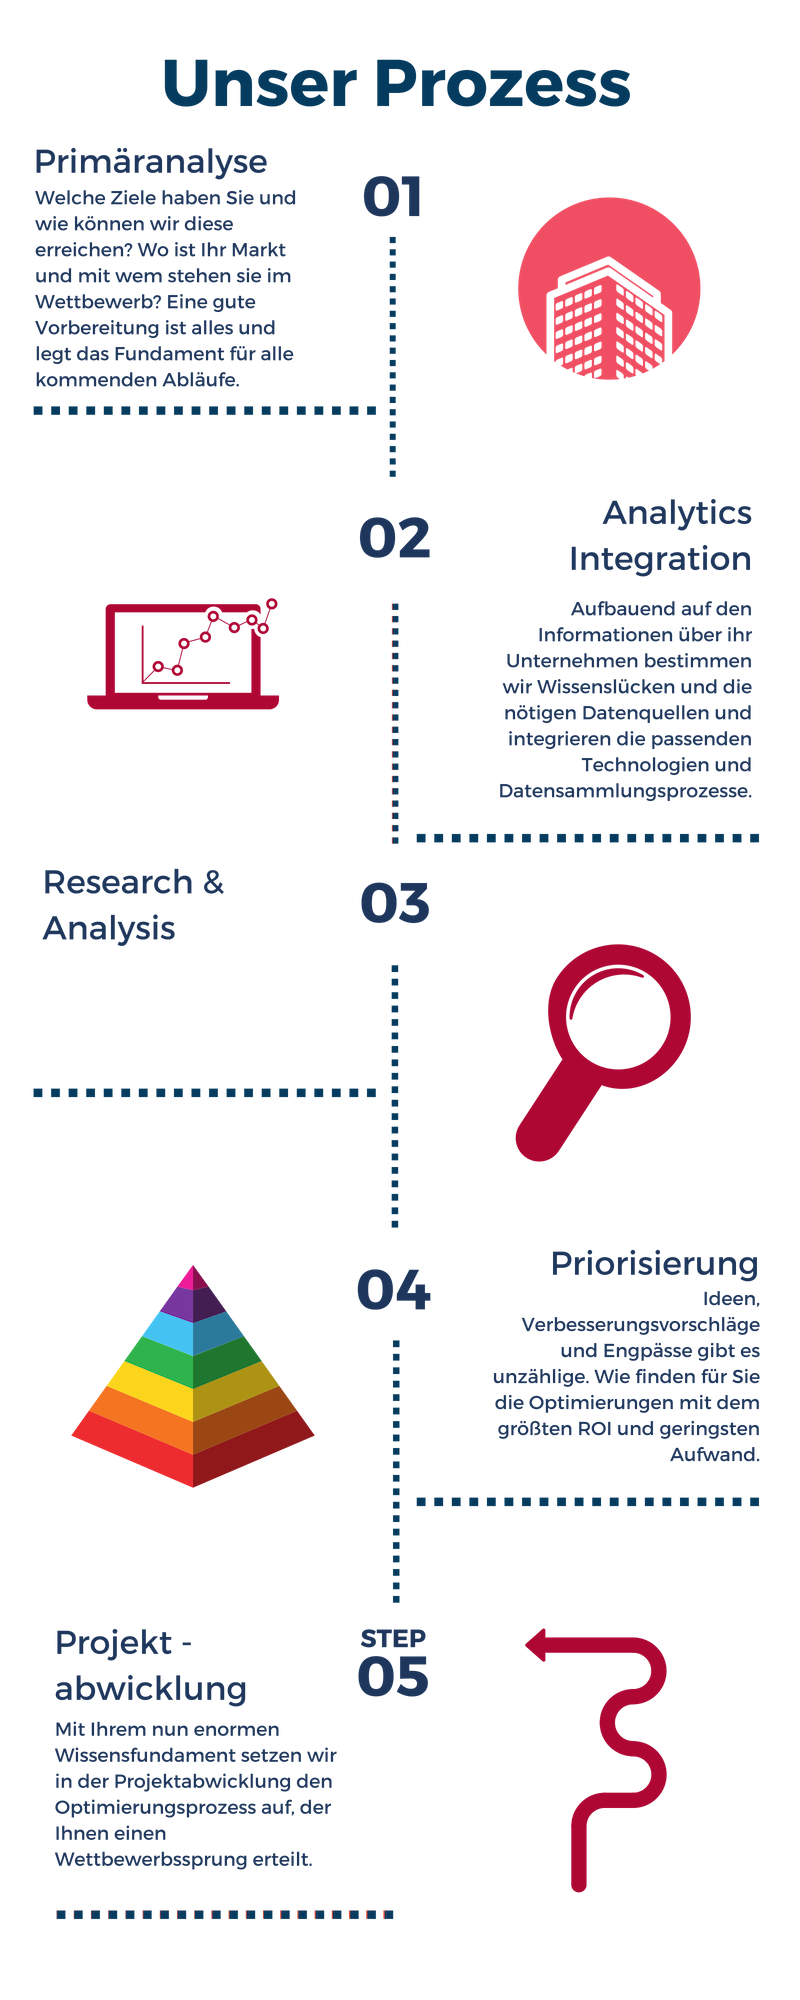 Unser Prozess
Primäranalyse
Welche Ziele haben Sie und
wie können wir diese
erreichen? Wo ist Ihr Markt
und mit wem stehen sie im
Wettbewerb? Eine gute
Vorbereitung ist alles und
legt das Fundament für alle
kommenden Abläufe.
01
02
Analytics
Integration
Aufbauend auf den
Informationen über ihr
Unternehmen bestimmen
wir Wissenslücken und die
nötigen Datenquellen und
integrieren die passenden
Technologien und
Datensammlungsprozesse.
Research &
Analysis
03
04
Priorisierung
Ideen,
Verbesserungsvorschläge
und Engpässe gibt es
unzählige. Wie finden für Sie
die Optimierungen mit dem
größten ROI und geringsten
Aufwand.
Projekt -
abwicklung
STEP
05
Mit Ihrem nun enormen
Wissensfundament setzen wir
in der Projektabwicklung den
Optimierungsprozess auf, der
Ihnen einen
Wettbewerbssprung erteilt.